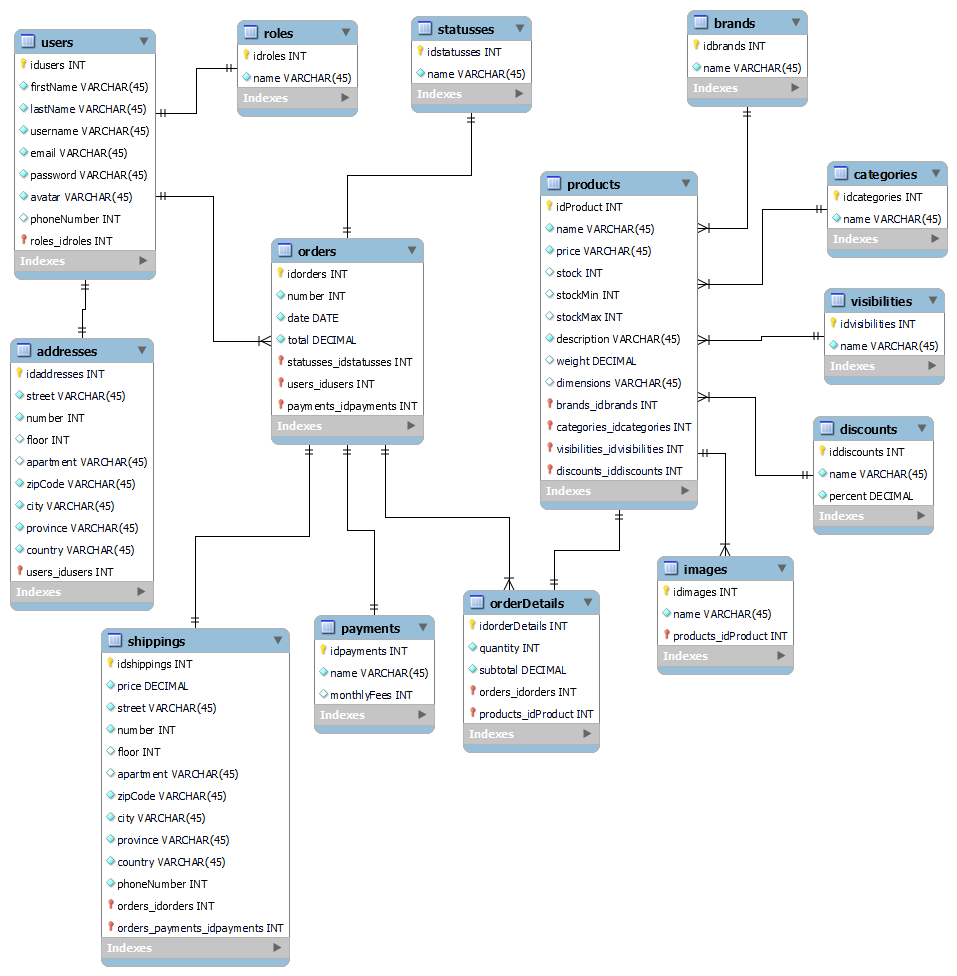 users
idusers INT
firstName VARCHAR(45)
lastName VARCHAR(45)
username VARCHAR(45)
email VARCHAR(45)
password VARCHAR(45)
avatar VARCHAR(45)
phoneNumber INT
roles_idroles INT
Indexes
roles
idroles INT
name VARCHAR(45)
Indexes
statusses
idstatusses INT
name VARCHAR(45)
Indexes
brands
idbrands INT
name VARCHAR(45)
Indexes
products
idProduct INT
name VARCHAR(45)
price VARCHAR(45)
stock INT
stockMin INT
stockMax INT
description VARCHAR(45)
weight DECIMAL
dimensions VARCHAR(45)
brands_idbrands INT
categories_idcategories INT
visibilities_idvisibilities INT
discounts_iddiscounts INT
Indexes
categories
idcategories INT
name VARCHAR(45)
Indexes
visibilities
idvisibilities INT
name VARCHAR(45)
Indexes
discounts
iddiscounts INT
name VARCHAR(45)
percent DECIMAL
Indexes
orders
idorders INT
number INT
date DATE
total DECIMAL
statusses_idstatusses INT
users_idusers INT
payments_idpayments INT
Indexes
addresses
idaddresses INT
street VARCHAR(45)
number INT
floor INT
apartment VARCHAR(45)
zipCode VARCHAR(45)
city VARCHAR(45)
province VARCHAR(45)
country VARCHAR(45)
users_idusers INT
Indexes
images
idimages INT
name VARCHAR(45)
products_idProduct INT
Indexes
orderDetails
idorderDetails INT
quantity INT
subtotal DECIMAL
orders_idorders INT
products_idProduct INT
Indexes
payments
idpayments INT
name VARCHAR(45)
monthlyFees INT
Indexes
shippings
idshippings INT
price DECIMAL
street VARCHAR(45)
number INT
floor INT
apartment VARCHAR(45)
zipCode VARCHAR(45)
city VARCHAR(45)
province VARCHAR(45)
country VARCHAR(45)
phoneNumber INT
orders_idorders INT
orders_payments_idpayments INT
Indexes